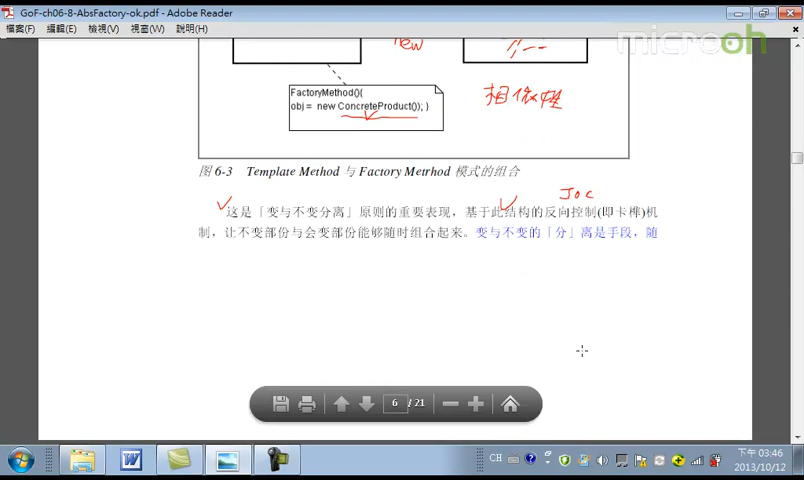 GoF-ch06-8-AbsFactory-ok.pdf - Adobe Reader
檔案(F) 編輯(E) 檢視(V) 視窗(W) 說明(H)
microoh
new
FactoryMethod(){
obj = new ConcreteProduct()); }
图 6-3 Template Method 与 Factory Metrhod 模式的组合
IoC
这是「变与不变分离」原则的重要表现，基于此结构的反向控制(即卡榫)机
制，让不变部份与会变部份能够随时组合起来。变与不变的「分」离是手段，随
6 / 21
CH
下午 03:46
2013/10/12